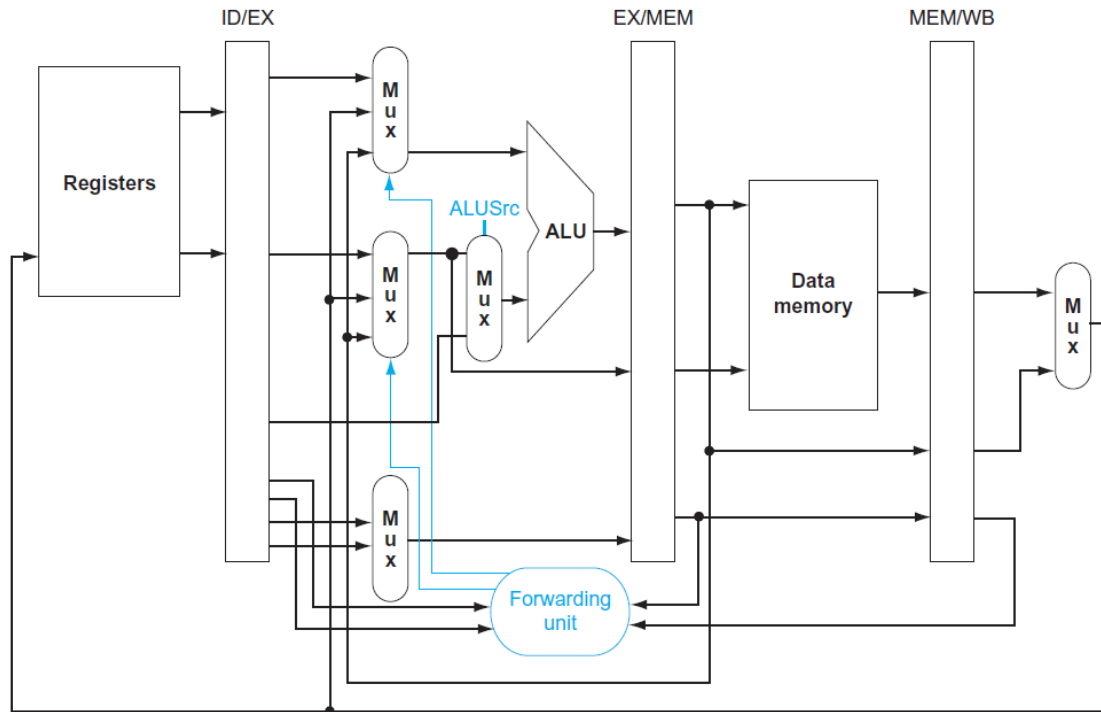 ID/EX
EX/MEM
MEM/WB
M
u
x
Registers
ALUSrc
ALU
M
u
x
M
u
x
Data
memory
M
u
x
M
u
x
Forwarding
unit